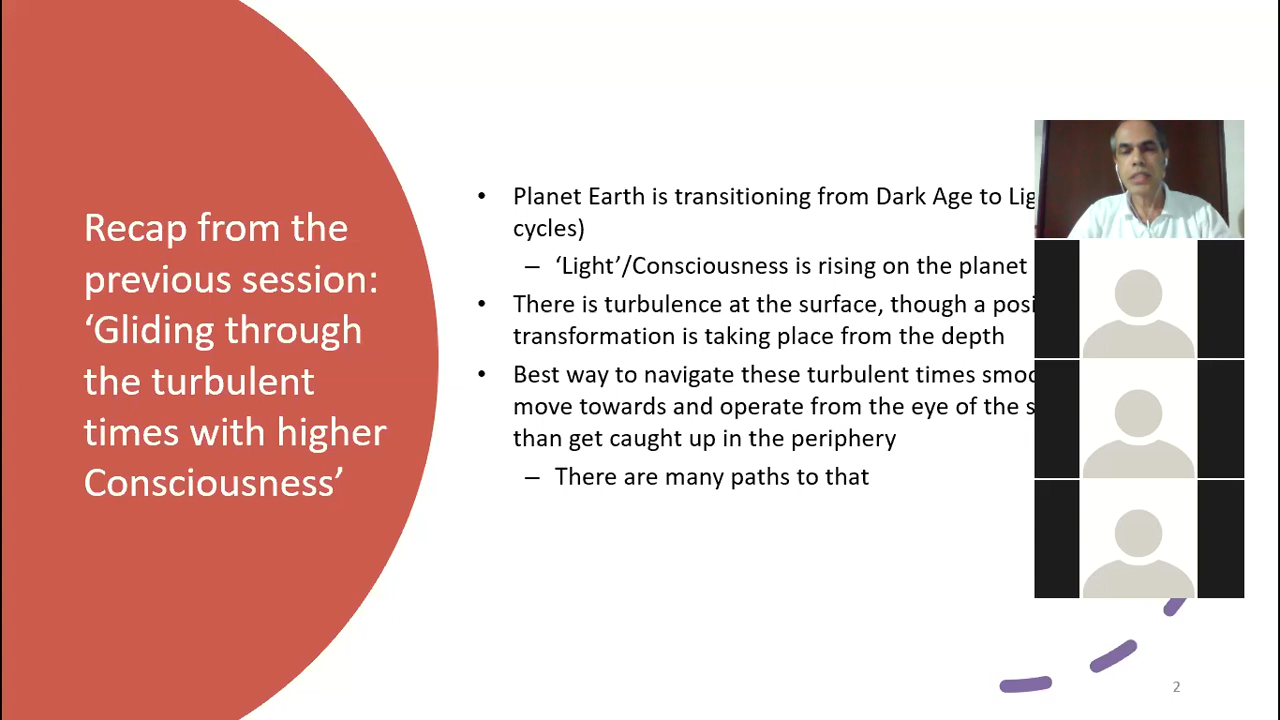 Recap from the
previous session:
‘Gliding through
the turbulent
times with higher
Consciousness’
• Planet Earth is transitioning from Dark Age to
cycles)
– ‘Light’/Consciousness is rising on the planet
• There is turbulence at the surface, though a
transformation is taking place from the depth
• Best way to navigate these turbulent times
move towards and operate from the eye of the
than get caught up in the periphery
– There are many paths to that
2